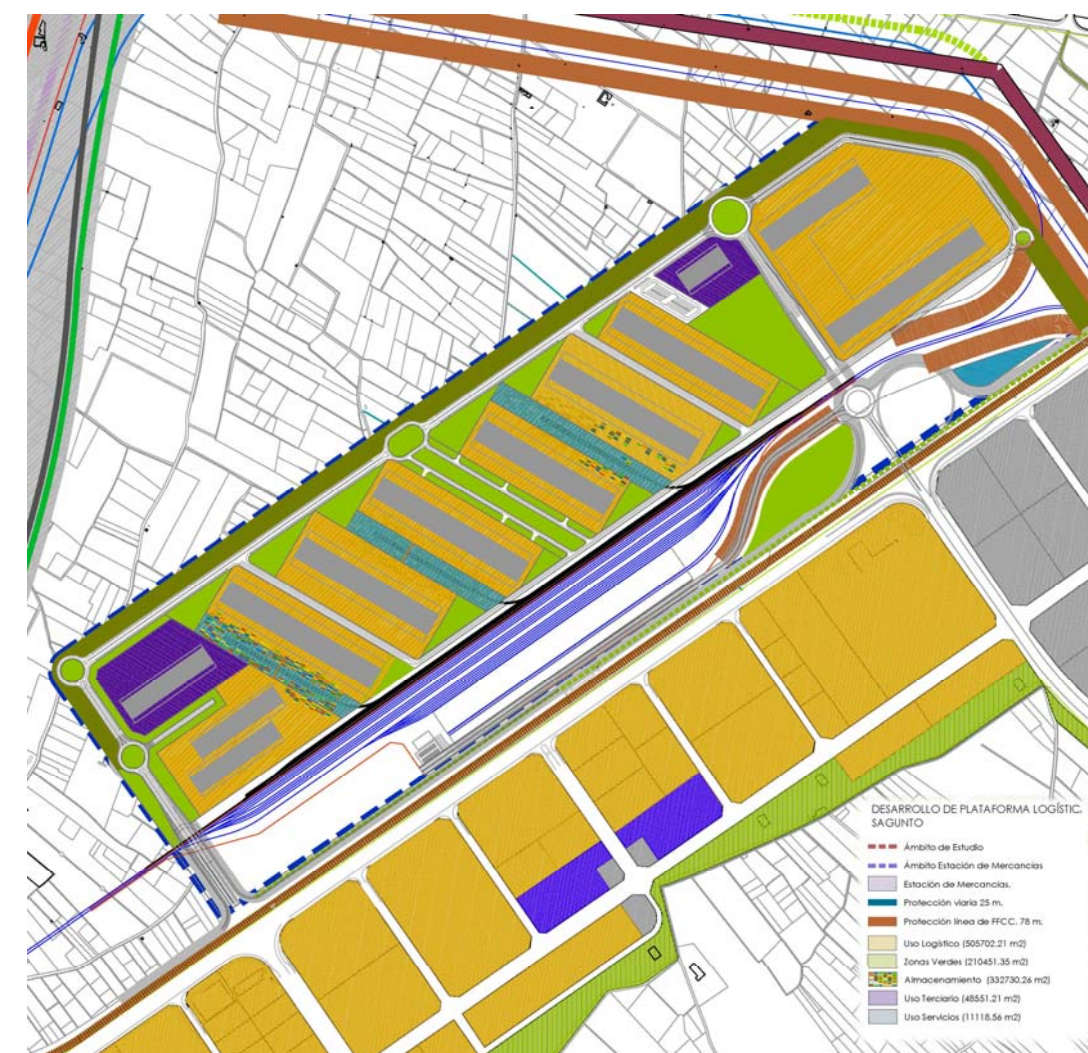 DESARROLLO DE PLATAFORMA LOGÍSTIC.
SAGUNTO
Ámbito de Estudio
Ámbito Estación de Mercancías
Estación de Mercancías.
Protección viaria 25 m.
Protección línea de FFCC. 78 m.
Uso Logístico (505702.21 m2)
Zonas Verdes (210451.35 m2)
Almacenamiento (332730.26 m2)
Uso Terciario (48551.21 m2)
Uso Servicios (11118.56 m2)